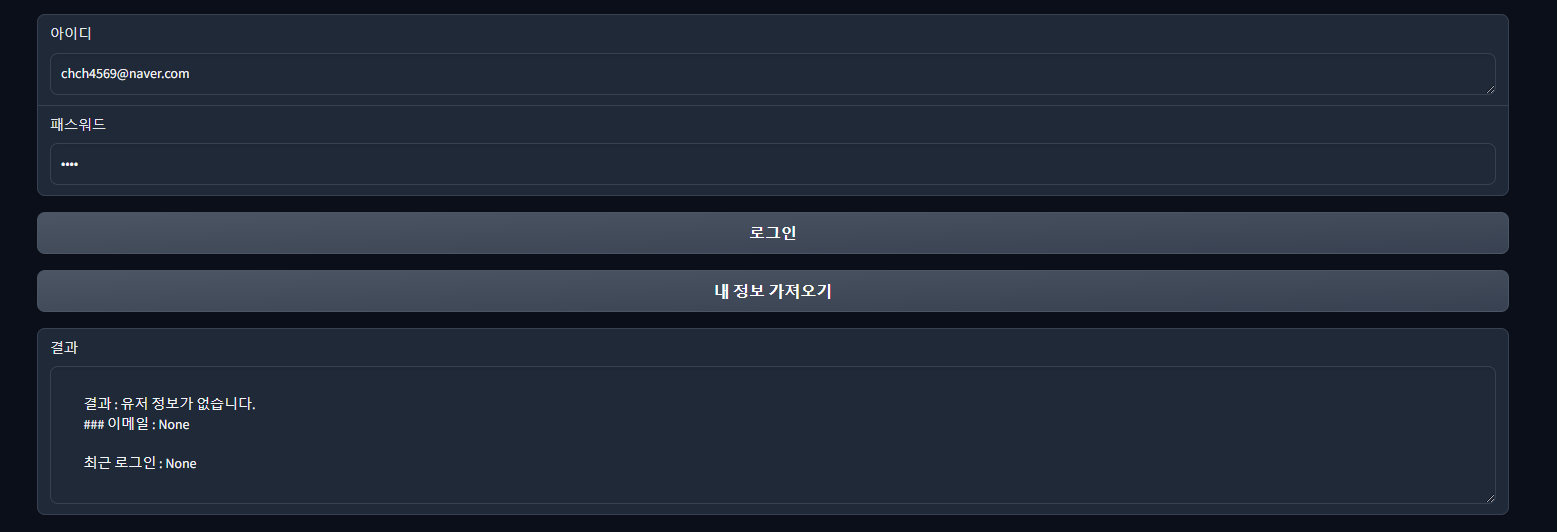 아이디
chch4569@naver.com
패스워드
••••
로그인
내 정보 가져오기
결과
결과 : 유저 정보가 없습니다.
### 이메일 : None
최근 로그인 : None